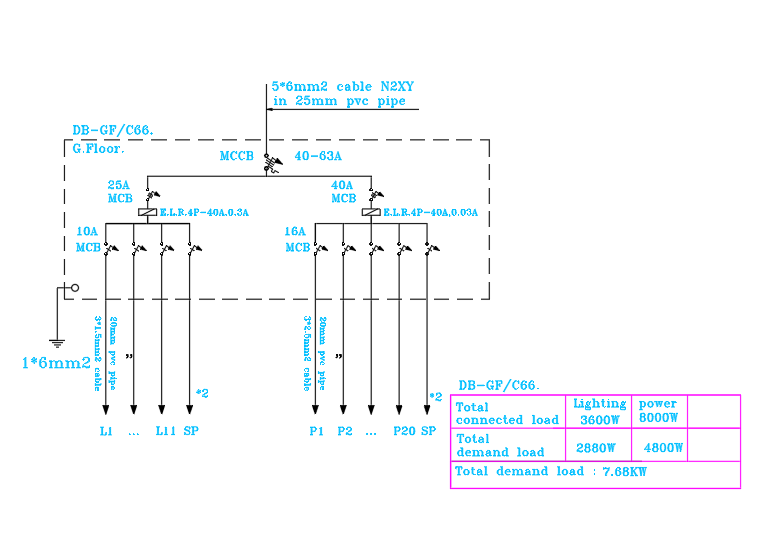 5*6mm2 cable N2XY
in 25mm pvc pipe
DB-GF/C66.
G.Floor.
MCCB 40-63A
25A
MCB
40A
MCB
E.L.R.4P-40A.0.3A
E.L.R.4P-40A,0.03A
10A
MCB
16A
MCB
1*6mm2
20mm pvc pipe
3*1.5mm2 cable
,,
*2
20mm pvc pipe
3*2.5mm2 cable
,,
*2
L1 ... L11 SP
P1 P2 ... P20 SP
DB-GF/C66.
Total
connected load
Lighting
3600W
power
8000W
Total
demand load
2880W
4800W
Total demand load : 7.68KW